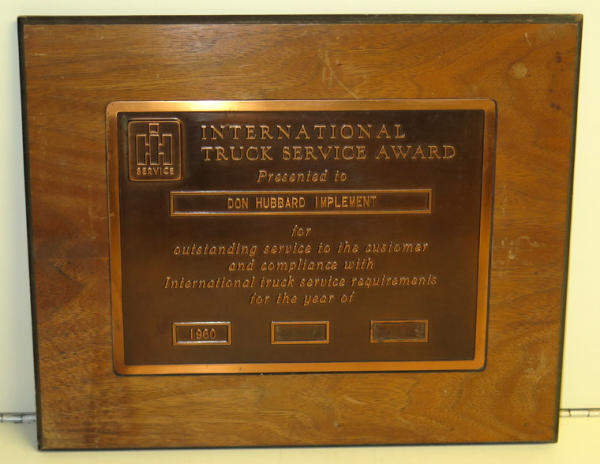 IH
SERVICE
INTERNATIONAL
TRUCK SERVICE AWARD
Presented to
DON HUBBARD IMPLEMENT
for
outstanding service to the customer
and compliance with
International truck service requirements
for the year of
1960